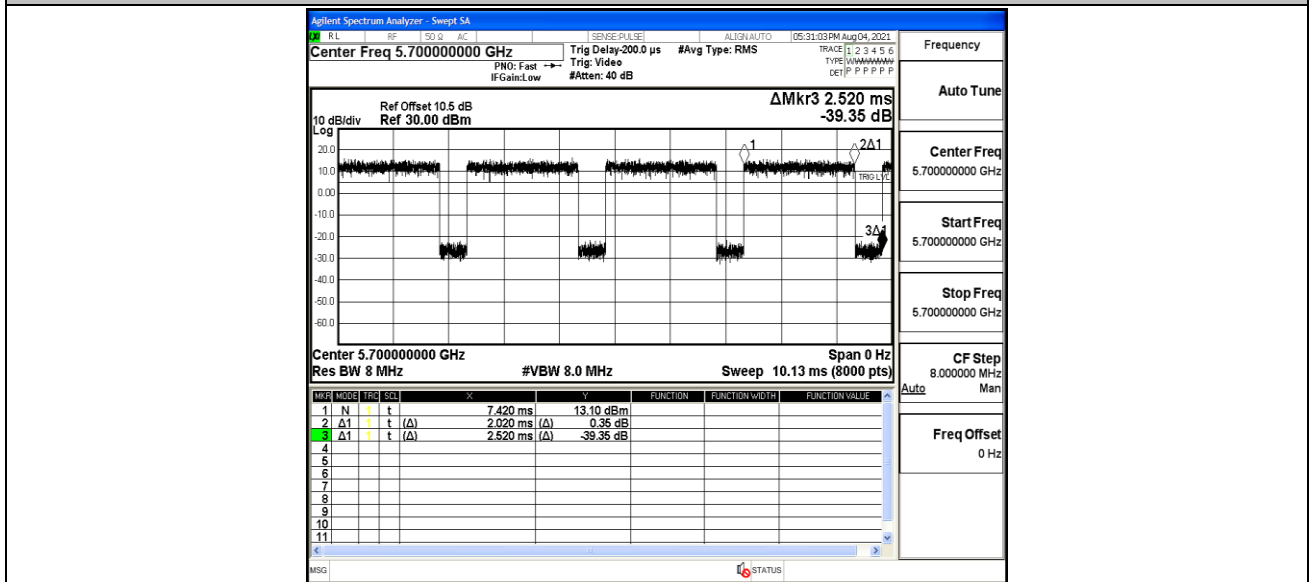 Agilent Spectrum Analyzer - Swept SA
RL RF 50 Ω AC SENSE:PULSE ALIGNAUTO 05:31:03PM Aug 04, 2021
Center Freq 5.700000000 GHz
PNO: Fast
IFGain:Low
Trig Delay-200.0 µs
Trig: Video
#Atten: 40 dB
#Avg Type: RMS
TRACE 1 2 3 4 5 6
TYPE WWWWWW
DET P P P P P P
ΔMkr3 2.520 ms
-39.35 dB
Ref Offset 10.5 dB
10 dB/div Ref 30.00 dBm
Log
20.0
10.0
0.00
-10.0
-20.0
-30.0
-40.0
-50.0
-60.0
1
2Δ1
TRIG LVL
3Δ1
Center 5.700000000 GHz Span 0 Hz
Res BW 8 MHz #VBW 8.0 MHz Sweep 10.13 ms (8000 pts)
MKR MODE TRC SCL X Y FUNCTION FUNCTION WIDTH FUNCTION VALUE
1 N 1 t 7.420 ms 13.10 dBm
2 Δ1 1 t (Δ) 2.020 ms (Δ) 0.35 dB
3 Δ1 1 t (Δ) 2.520 ms (Δ) -39.35 dB
4
5
6
7
8
9
10
11
MSG STATUS
Frequency
Auto Tune
Center Freq
5.700000000 GHz
Start Freq
5.700000000 GHz
Stop Freq
5.700000000 GHz
CF Step
8.000000 MHz
Auto Man
Freq Offset
0 Hz